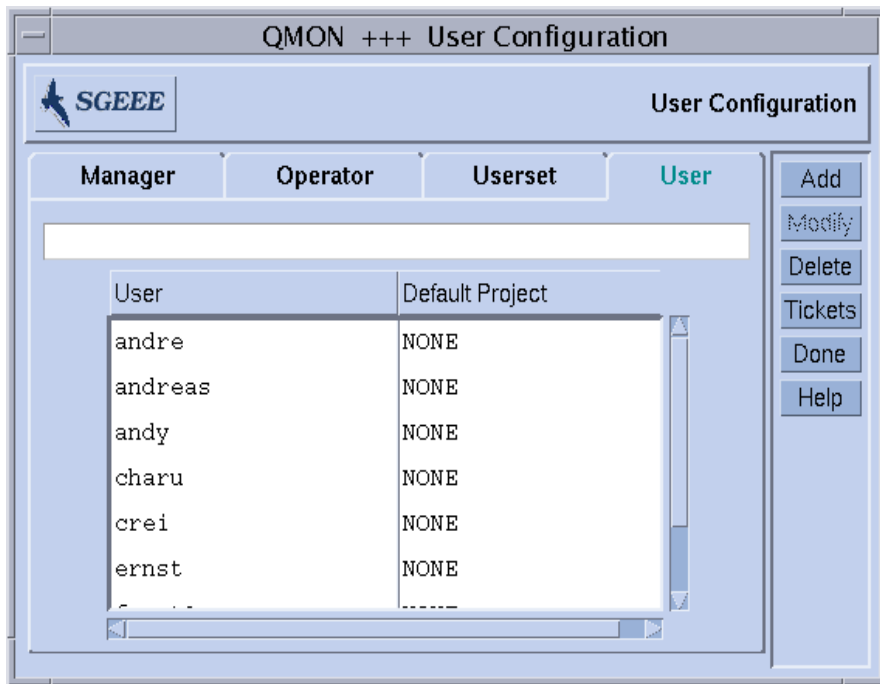 QMON +++ User Configuration
SGEEE
User Configuration
Manager Operator Userset User
Add
Modify
Delete
Tickets
Done
Help
User Default Project
andre NONE
andreas NONE
andy NONE
charu NONE
crei NONE
ernst NONE